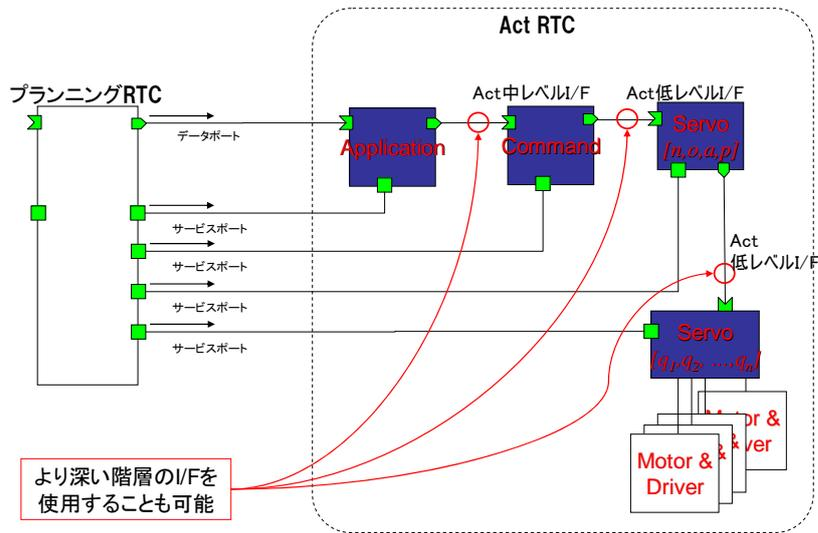 Act RTC
プランニングRTC
データポート
サービスポート
サービスポート
サービスポート
サービスポート
Act中レベルI/F
Act低レベルI/F
Application
Command
Servo
[n,o,a,p]
Act
低レベルI/F
Servo
[q1,q2, ...,qn]
Motor &
Driver
より深い階層のI/Fを
使用することも可能